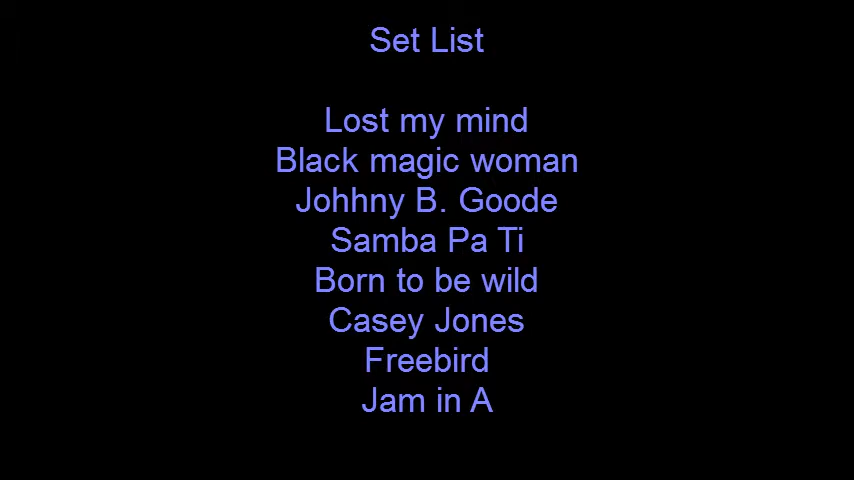 Set List
Lost my mind
Black magic woman
Johhny B. Goode
Samba Pa Ti
Born to be wild
Casey Jones
Freebird
Jam in A